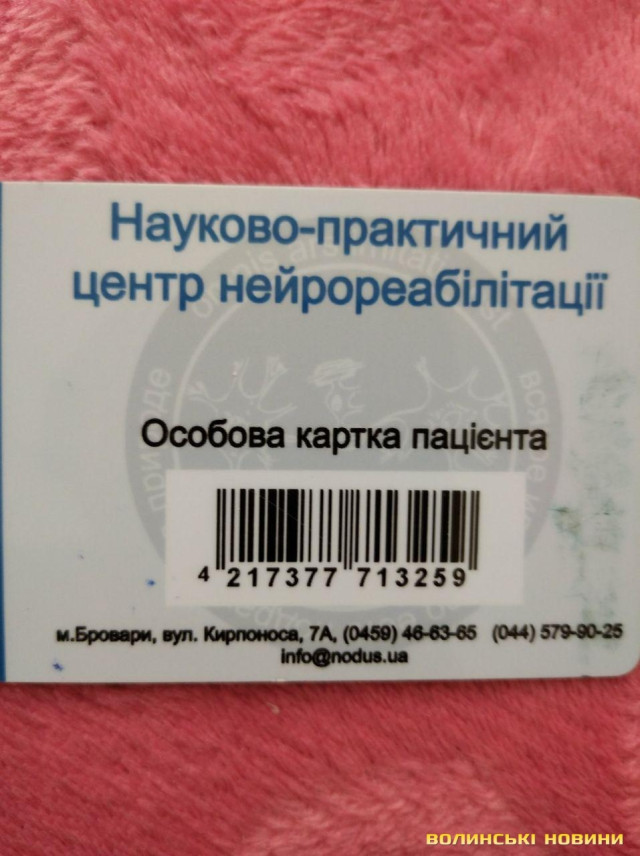 Науково-практичний
центр нейрореабілітації
Особова картка пацієнта
4 217377 713259
м.Бровари, вул. Кирпоноса, 7А, (0459) 46-63-65 (044) 579-90-25
info@nodus.ua
ВОЛИНСЬКІ НОВИНИ